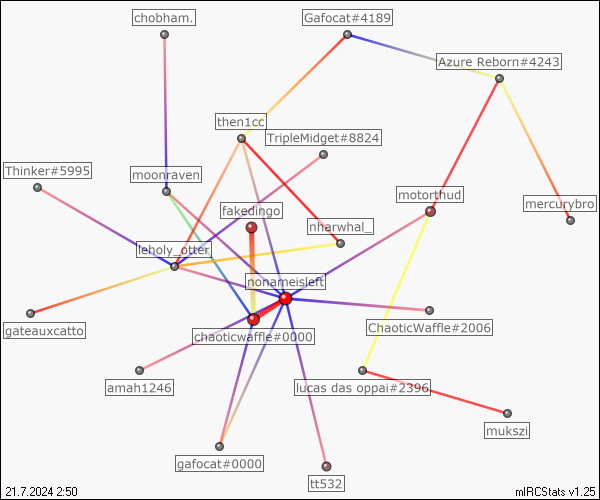 chobham.
Gafocat#4189
Azure Reborn#4243
then1cc
TripleMidget#8824
Thinker#5995
moonraven
motorthud
mercurybro
fakedingo
nharwhal_
leholy_otter
nonameisleft
gateauxcatto
chaoticwaffle#0000
ChaoticWaffle#2006
amah1246
lucas das oppai#2396
mukszi
gafocat#0000
tt532
21.7.2024 2:50
mIRCStats v1.25